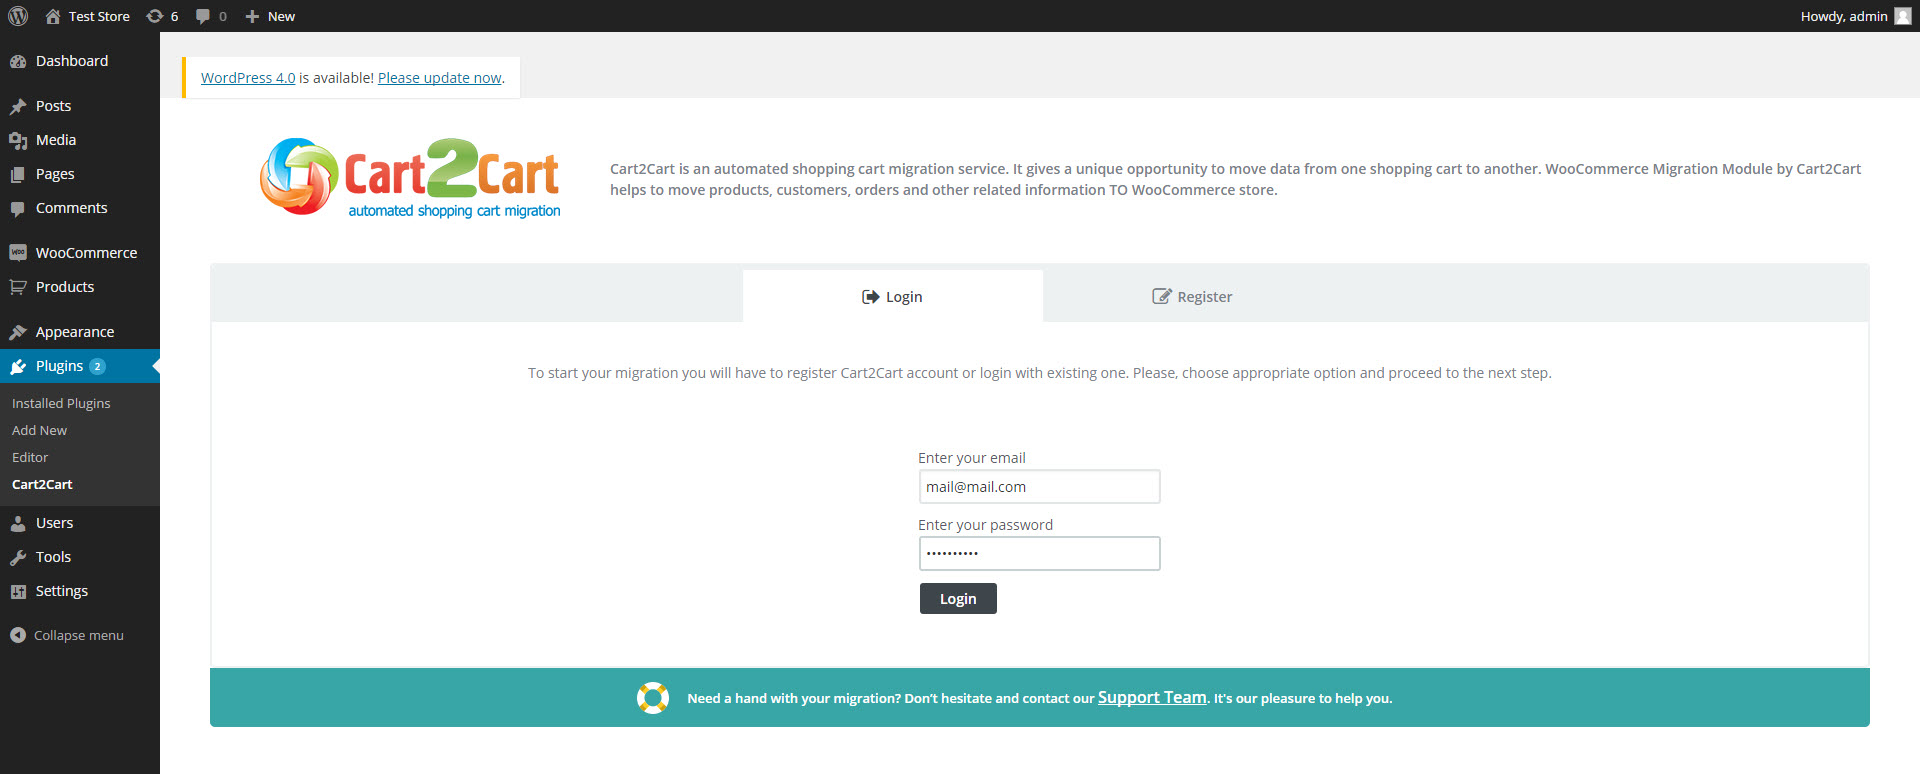 Test Store 6 0 New
Howdy, admin
Dashboard
Posts
Media
Pages
Comments
WooCommerce
Products
Appearance
Plugins 2
Installed Plugins
Add New
Editor
Cart2Cart
Users
Tools
Settings
Collapse menu
WordPress 4.0 is available! Please update now.
Cart2Cart
automated shopping cart migration
Cart2Cart is an automated shopping cart migration service. It gives a unique opportunity to move data from one shopping cart to another. WooCommerce Migration Module by Cart2Cart
helps to move products, customers, orders and other related information TO WooCommerce store.
Login
Register
To start your migration you will have to register Cart2Cart account or login with existing one. Please, choose appropriate option and proceed to the next step.
Enter your email
mail@mail.com
Enter your password
••••••••••
Login
Need a hand with your migration? Don't hesitate and contact our Support Team. It's our pleasure to help you.